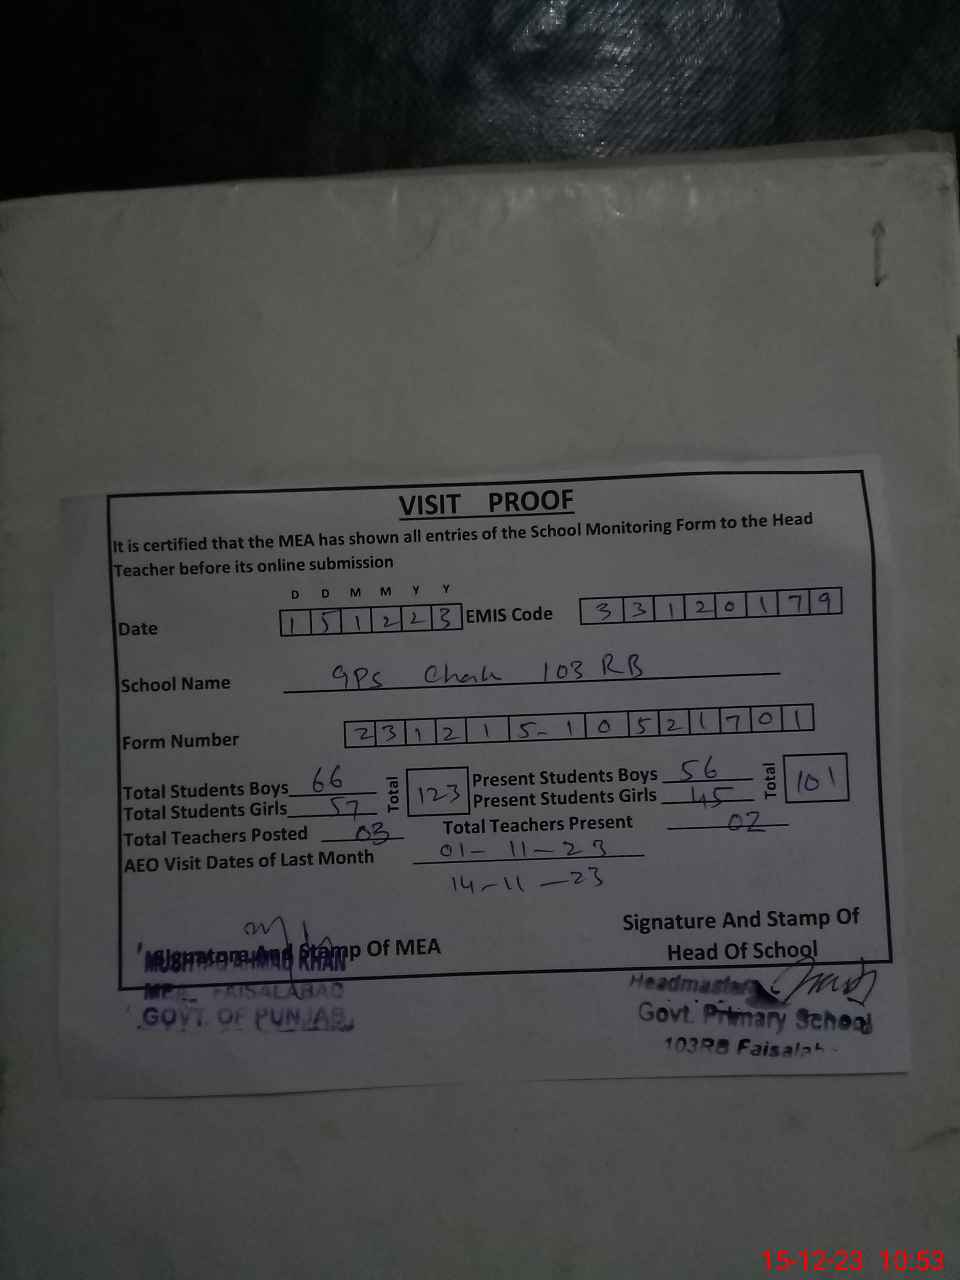 VISIT PROOF
It is certified that the MEA has shown all entries of the School Monitoring Form to the Head
Teacher before its online submission
D D M M Y Y
Date 1 5 1 2 2 3 EMIS Code 3 3 1 2 0 1 7 9
School Name GPS Chak 103 RB
Form Number 2 3 1 2 1 5 - 1 0 5 2 1 7 0 1
Total Students Boys 66 Total 123 Present Students Boys 56 Total 101
Total Students Girls 57 Present Students Girls 45
Total Teachers Posted 03 Total Teachers Present 02
AEO Visit Dates of Last Month 01-11-23
14-11-23
Signature And Stamp Of MEA
Signature And Stamp Of
Head Of School
AHMAD KHAN
FAISALABAD
GOVT. OF PUNJAB
Headmaster
Govt. Primary School
103RB
15-12-23 10.53